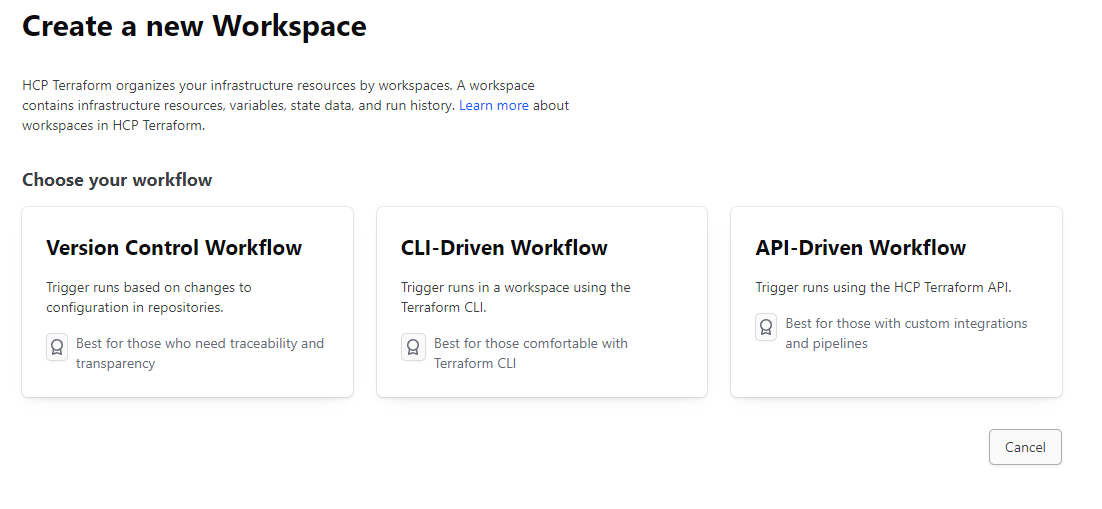 Create a new Workspace
HCP Terraform organizes your infrastructure resources by workspaces. A workspace
contains infrastructure resources, variables, state data, and run history. Learn more about
workspaces in HCP Terraform.
Choose your workflow
Version Control Workflow
Trigger runs based on changes to
configuration in repositories.
Best for those who need traceability and
transparency
CLI-Driven Workflow
Trigger runs in a workspace using the
Terraform CLI.
Best for those comfortable with
Terraform CLI
API-Driven Workflow
Trigger runs using the HCP Terraform API.
Best for those with custom integrations
and pipelines
Cancel